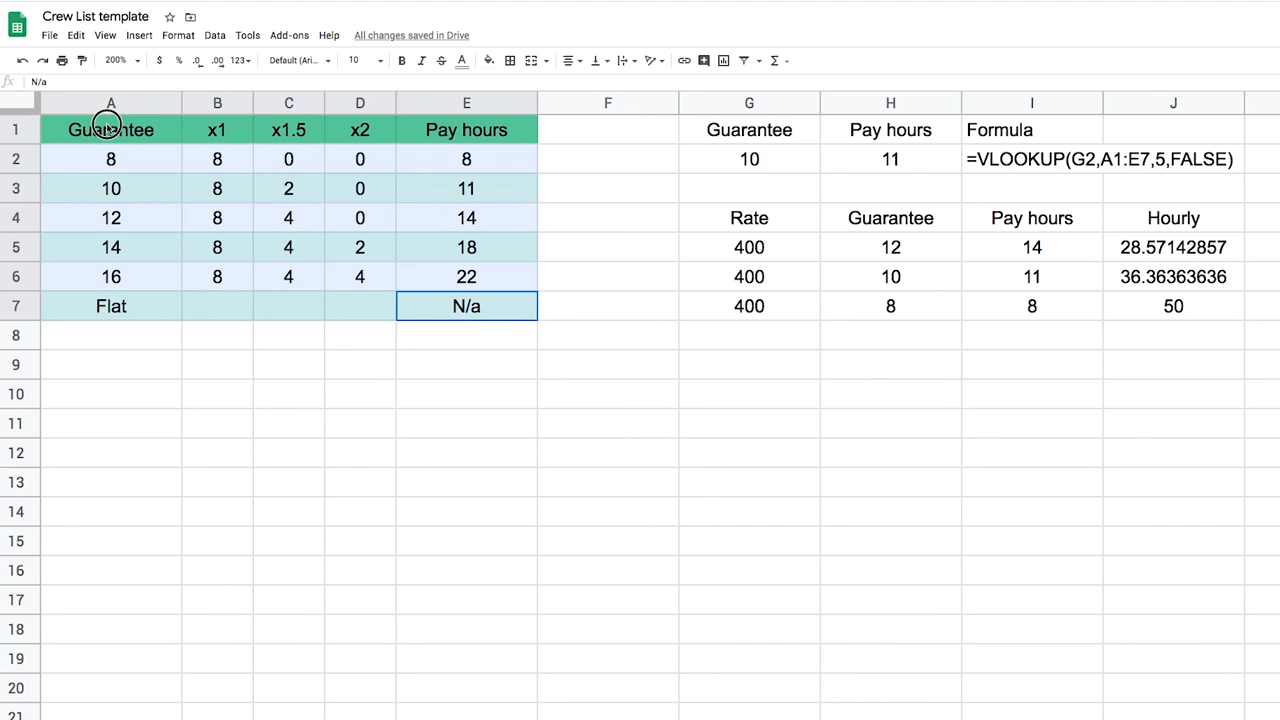 Crew List template
File Edit View Insert Format Data Tools Add-ons Help All changes saved in Drive
200% $ % .0 .00 123 Default (Ari... 10 B I S A Σ
fx N/a
A B C D E F G H I J
1 Guarantee x1 x1.5 x2 Pay hours Guarantee Pay hours Formula
2 8 8 0 0 8 10 11 =VLOOKUP(G2,A1:E7,5,FALSE)
3 10 8 2 0 11
4 12 8 4 0 14 Rate Guarantee Pay hours Hourly
5 14 8 4 2 18 400 12 14 28.57142857
6 16 8 4 4 22 400 10 11 36.36363636
7 Flat N/a 400 8 8 50
8
9
10
11
12
13
14
15
16
17
18
19
20
21